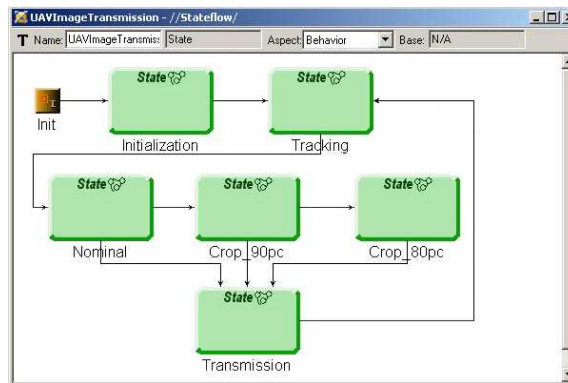 UAVImageTransmission - //Stateflow/
T Name: UAVImageTransmis: State Aspect: Behavior Base: N/A
State State
Init
Initialization Tracking
State State State
Nominal Crop_90pc Crop_80pc
State
Transmission